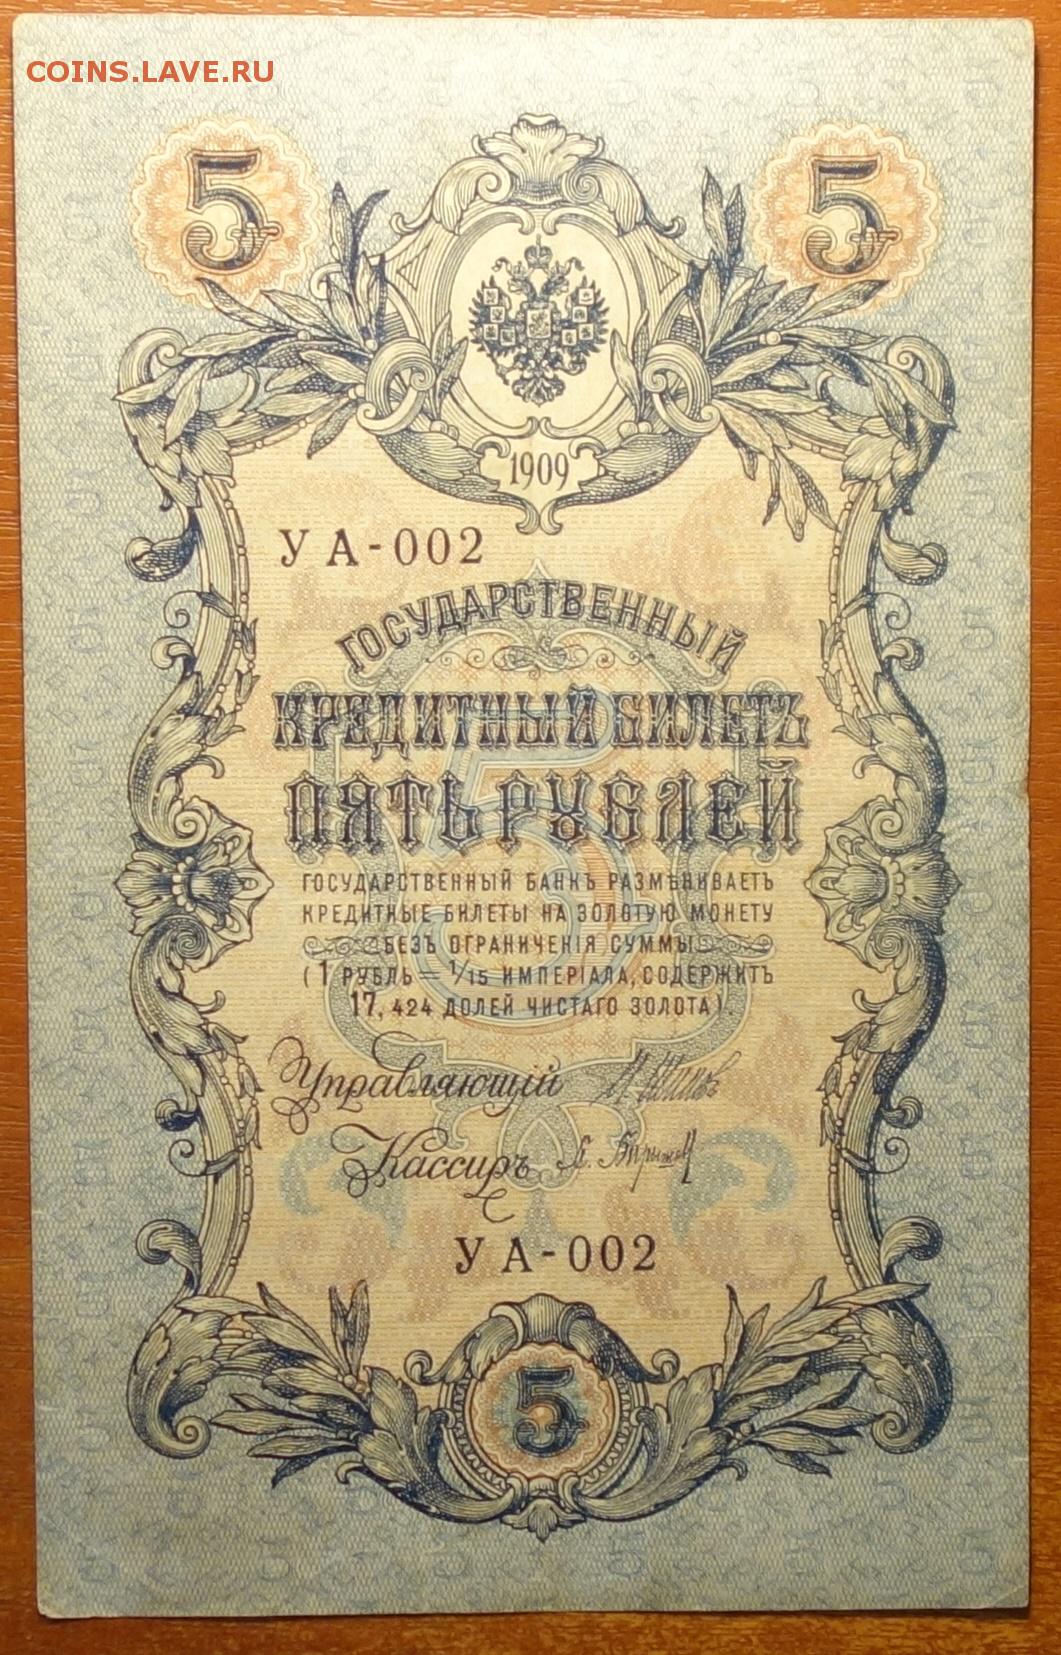 COINS.LAVE.RU
5 5
1909
УА-002
ГОСУДАРСТВЕННЫЙ
КРЕДИТНЫЙ БИЛЕТЪ
ПЯТЬ РУБЛЕЙ
ГОСУДАРСТВЕННЫЙ БАНКЪ РАЗМѢНИВАЕТЪ
КРЕДИТНЫЕ БИЛЕТЫ НА ЗОЛОТУЮ МОНЕТУ
БЕЗЪ ОГРАНИЧЕНІЯ СУММЫ
(1 РУБЛЬ = 1/15 ИМПЕРІАЛА, СОДЕРЖИТЪ
17,424 ДОЛЕЙ ЧИСТАГО ЗОЛОТА).
Управляющій
Кассиръ
УА-002
5